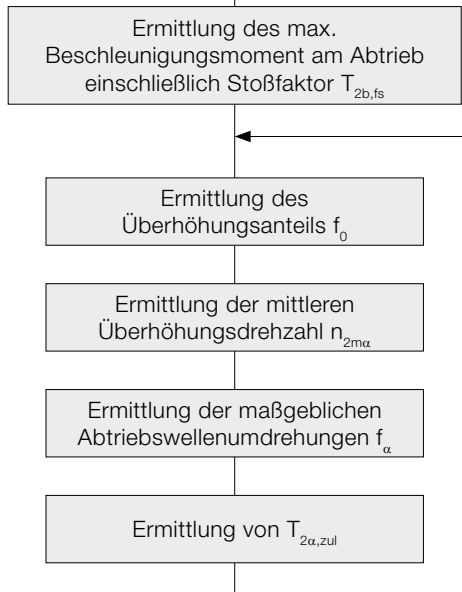 Ermittlung des max.
Beschleunigungsmoment am Abtrieb
einschließlich Stoßfaktor T2b,fs
Ermittlung des
Überhöhungsanteils f0
Ermittlung der mittleren
Überhöhungsdrehzahl n2mα
Ermittlung der maßgeblichen
Abtriebswellenumdrehungen fα
Ermittlung von T2α,zul